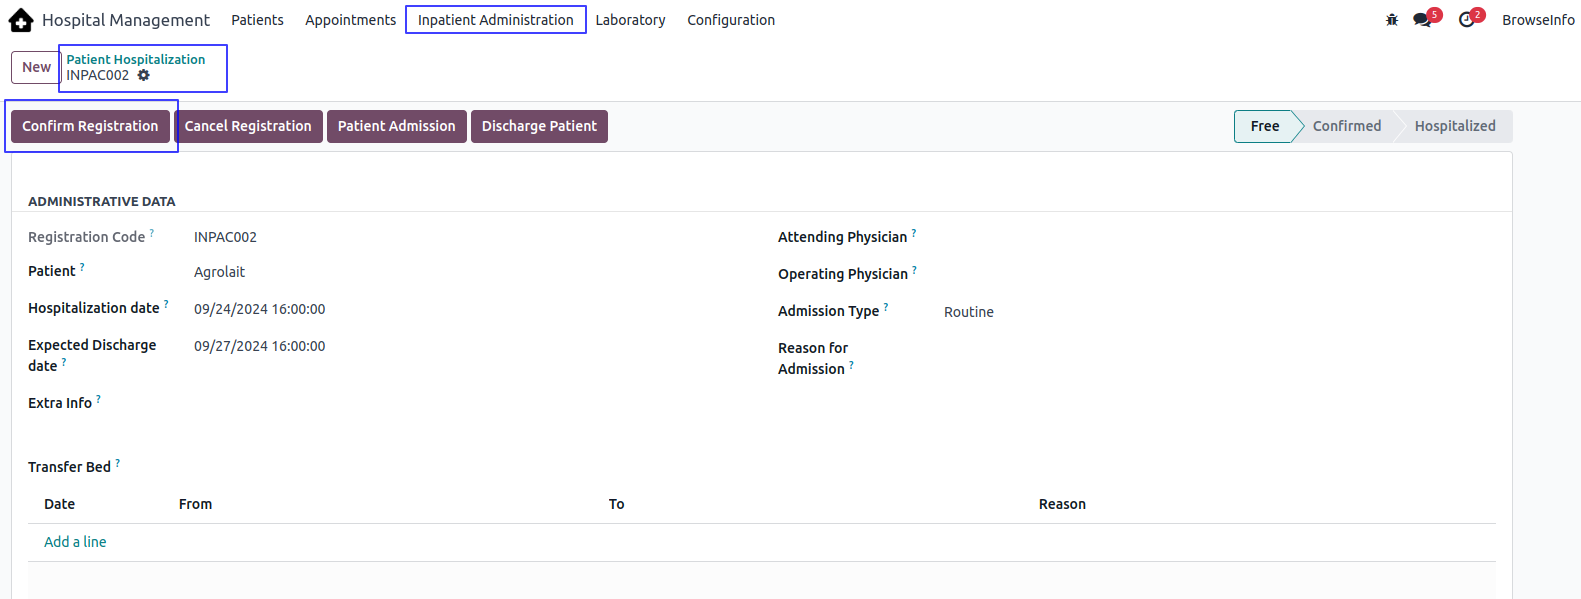 Hospital Management Patients Appointments Inpatient Administration Laboratory Configuration 5 2 BrowseInfo
New
Patient Hospitalization
INPAC002
Confirm Registration Cancel Registration Patient Admission Discharge Patient Free Confirmed Hospitalized
ADMINISTRATIVE DATA
Registration Code ? INPAC002
Attending Physician ?
Patient ? Agrolait
Operating Physician ?
Hospitalization date ? 09/24/2024 16:00:00
Admission Type ? Routine
Expected Discharge
date ? 09/27/2024 16:00:00
Reason for
Admission ?
Extra Info ?
Transfer Bed ?
Date From To Reason
Add a line